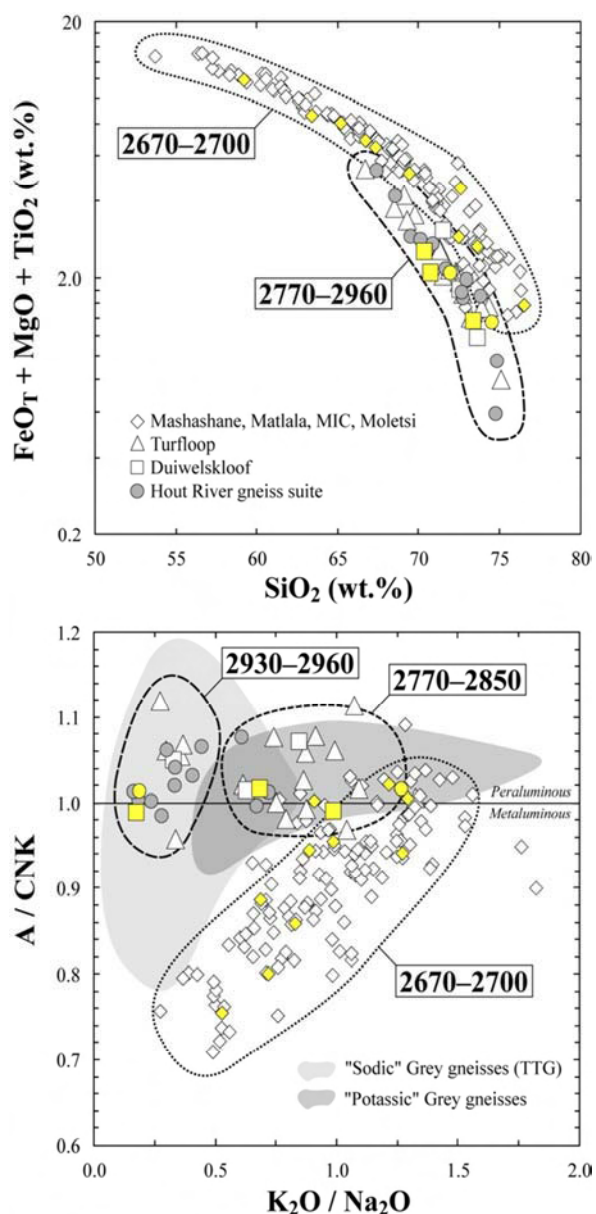 20
2670–2700
2770–2960
2.0
FeOT + MgO + TiO2 (wt.%)
Mashashane, Matlala, MIC, Moletsi
Turfloop
Duiwelskloof
Hout River gneiss suite
0.2
50 55 60 65 70 75 80
SiO2 (wt.%)
1.2
2930–2960
2770–2850
1.1
1.0
Peraluminous
Metaluminous
A / CNK
0.9
0.8
2670–2700
0.7
"Sodic" Grey gneisses (TTG)
"Potassic" Grey gneisses
0.6
0.0 0.5 1.0 1.5 2.0
K2O / Na2O